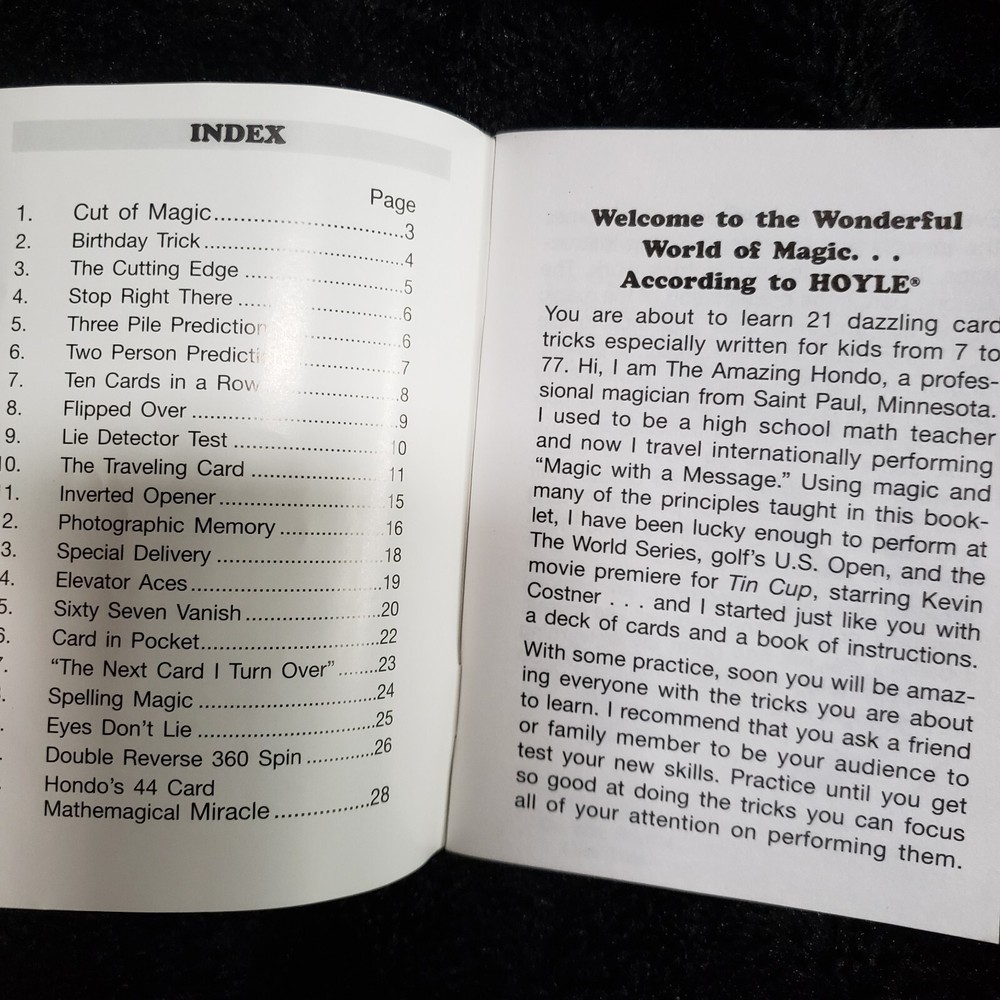 INDEX
Page
1. Cut of Magic....................3
2. Birthday Trick....................4
3. The Cutting Edge ....................5
4. Stop Right There ....................6
5. Three Pile Prediction ....................6
6. Two Person Predicti ....................7
7. Ten Cards in a Row ....................8
8. Flipped Over ....................9
9. Lie Detector Test ....................10
10. The Traveling Card ....................11
1. Inverted Opener....................15
2. Photographic Memory ....................16
3. Special Delivery ....................18
4. Elevator Aces....................19
5. Sixty Seven Vanish ....................20
6. Card in Pocket....................22
7. “The Next Card I Turn Over” .......23
Spelling Magic ....................24
Eyes Don’t Lie ....................25
Double Reverse 360 Spin ............26
Hondo’s 44 Card
Mathemagical Miracle ................28
Welcome to the Wonderful
World of Magic. . .
According to HOYLE®
You are about to learn 21 dazzling card
tricks especially written for kids from 7 to
77. Hi, I am The Amazing Hondo, a profes-
sional magician from Saint Paul, Minnesota.
I used to be a high school math teacher
and now I travel internationally performing
“Magic with a Message.” Using magic and
many of the principles taught in this book-
let, I have been lucky enough to perform at
The World Series, golf’s U.S. Open, and the
movie premiere for Tin Cup, starring Kevin
Costner . . . and I started just like you with
a deck of cards and a book of instructions.
With some practice, soon you will be amaz-
ing everyone with the tricks you are about
to learn. I recommend that you ask a friend
or family member to be your audience to
test your new skills. Practice until you get
so good at doing the tricks you can focus
all of your attention on performing them.